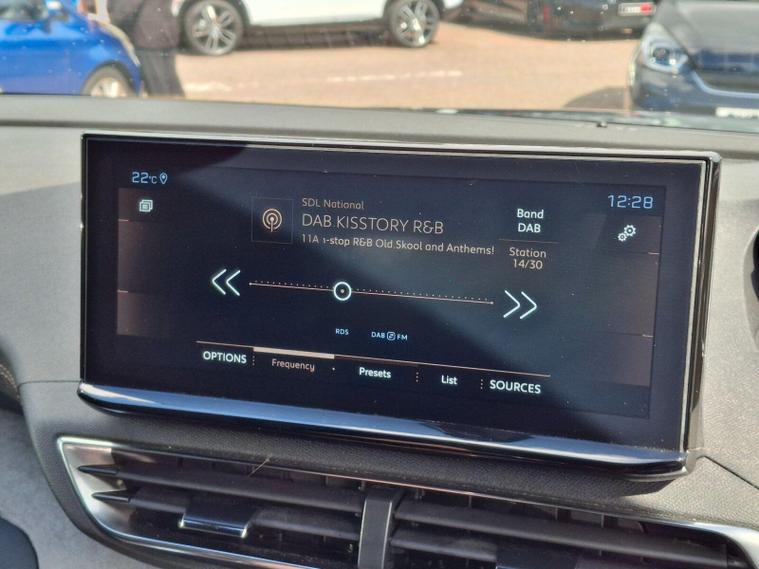 22°C
12:28
SDL National
DAB KISSTORY R&B
11A -stop R&B Old Skool and Anthems!
Band
DAB
Station
14/30
RDS
DAB FM
OPTIONS
Frequency
Presets
List
SOURCES